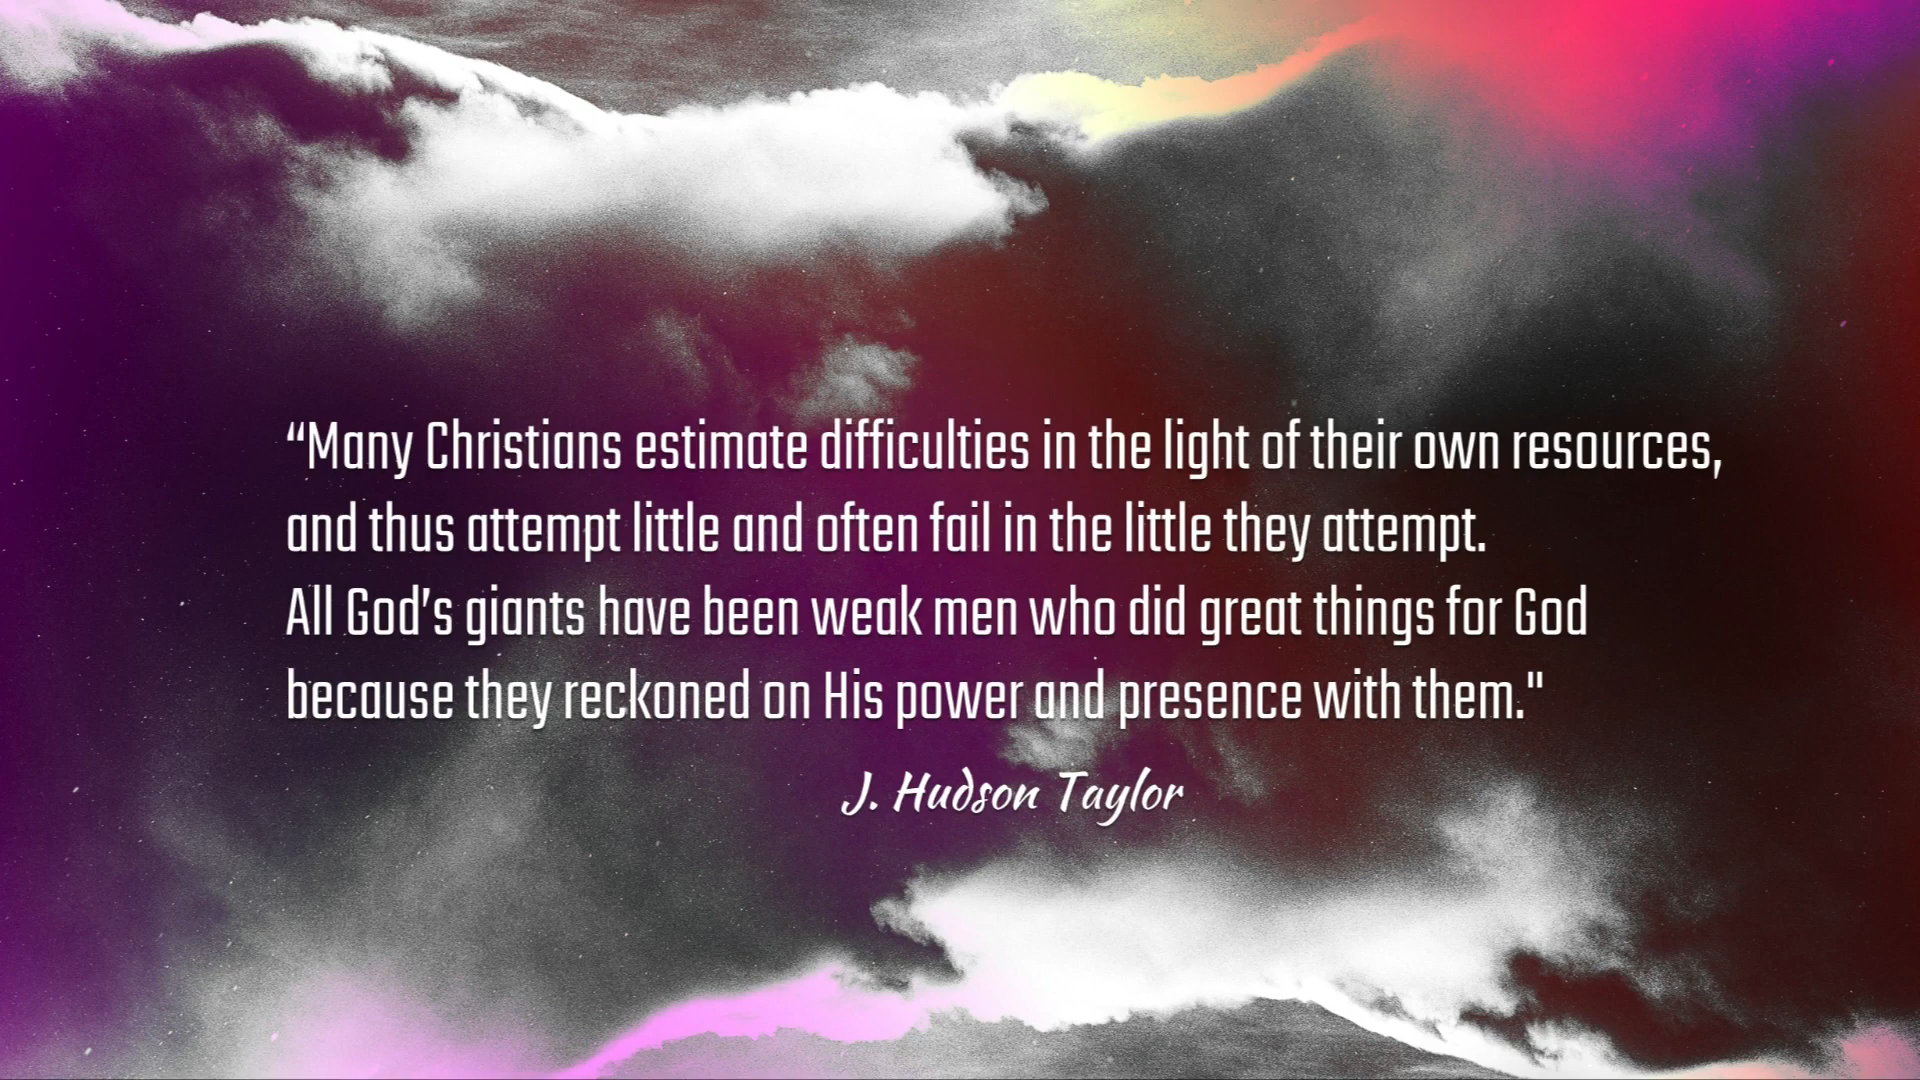 “Many Christians estimate difficulties in the light of their own resources,
and thus attempt little and often fail in the little they attempt.
All God’s giants have been weak men who did great things for God
because they reckoned on His power and presence with them."
J. Hudson Taylor